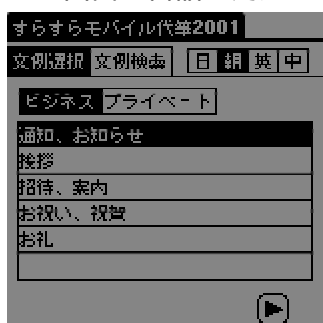 すらすらモバイル代筆2001
文例選択 文例検索 日 韓 英 中
ビジネス プライベート
通知、お知らせ
挨拶
招待、案内
お祝い、祝賀
お礼